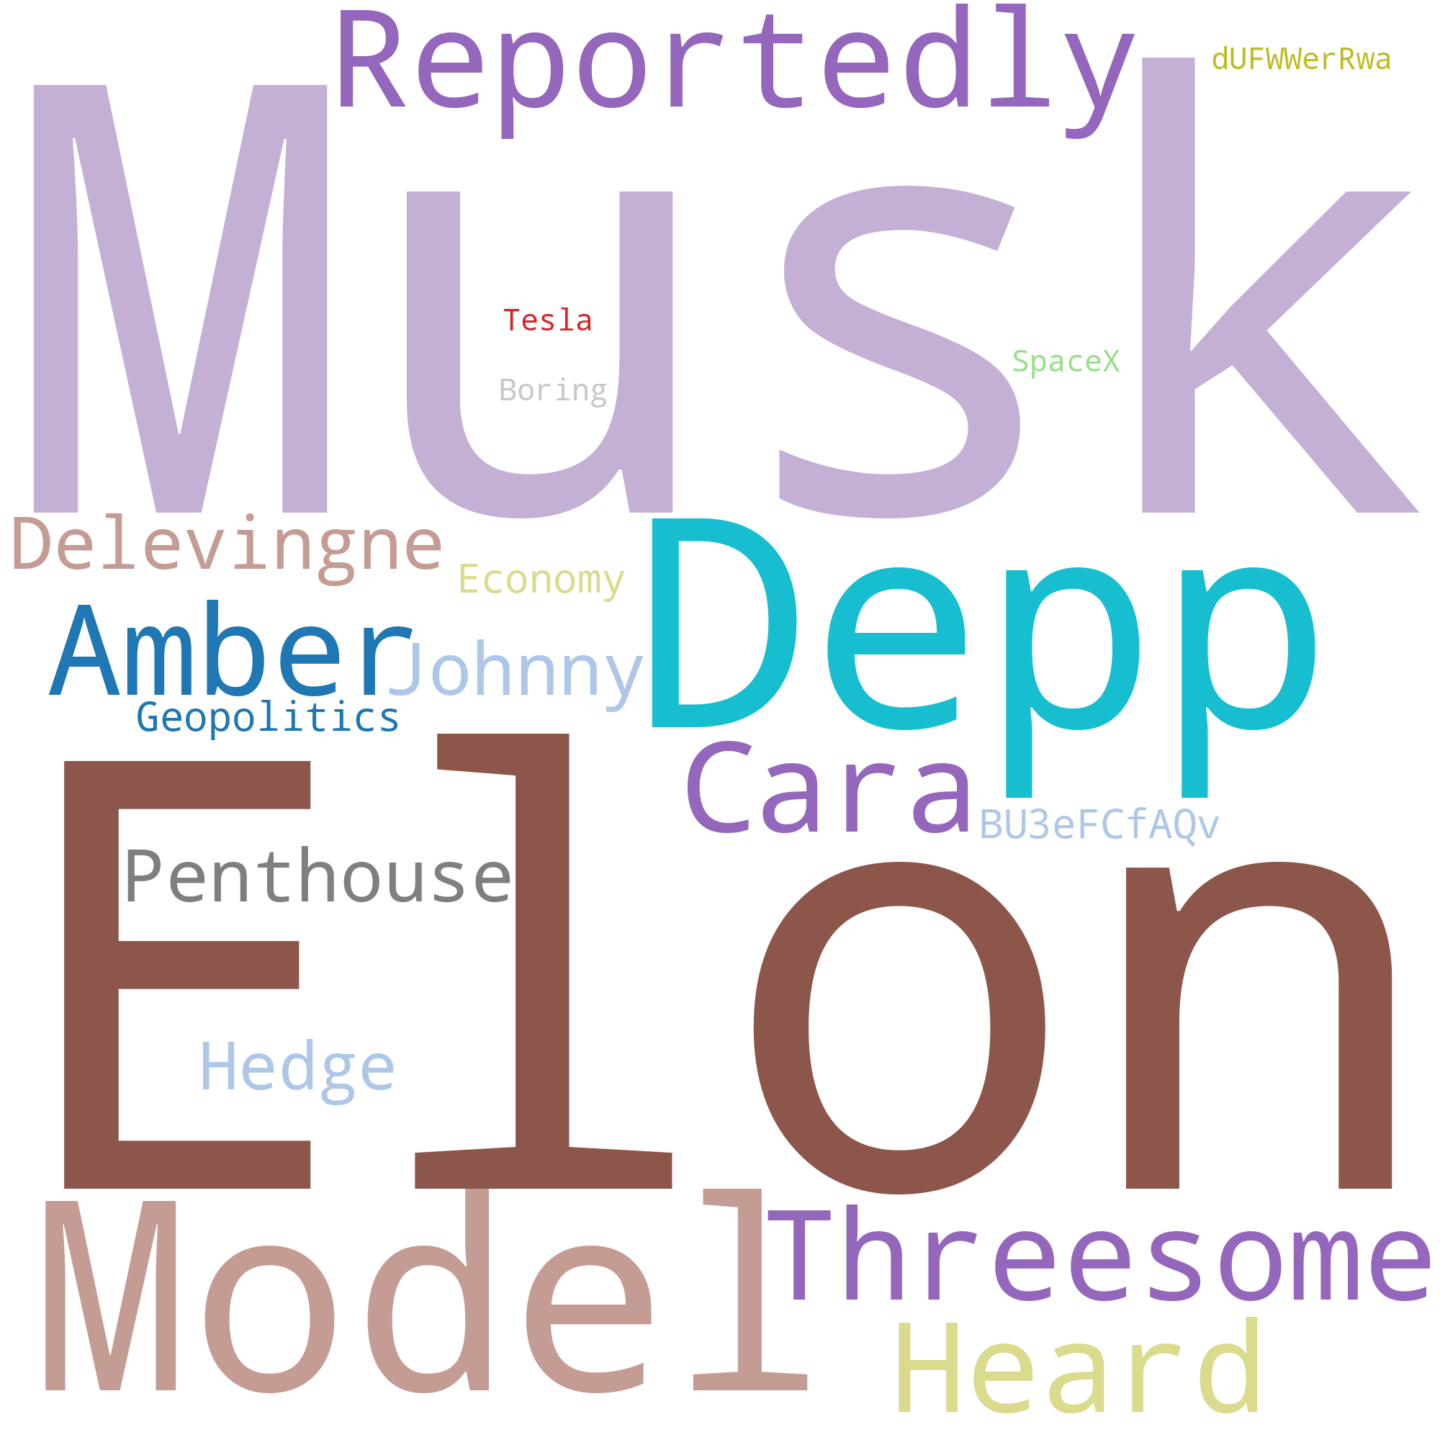 Reportedly
dUFWWerRwa
Musk
Tesla
SpaceX
Boring
Delevingne
Economy
Depp
Amber
Johnny
Geopolitics
Cara
BU3eFCfAQv
Elon
Penthouse
Hedge
Model
Threesome
Heard